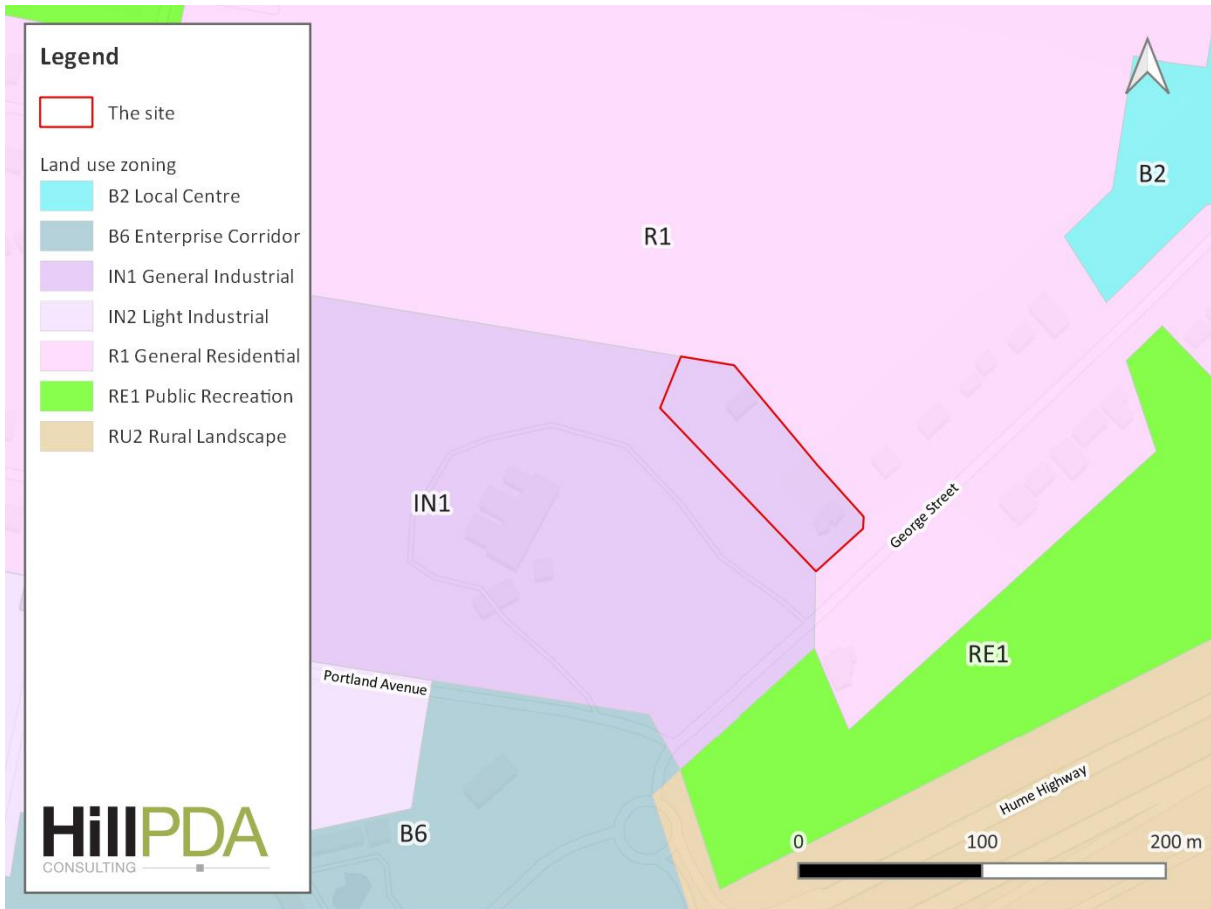 Legend
The site
Land use zoning
B2 Local Centre
B6 Enterprise Corridor
IN1 General Industrial
IN2 Light Industrial
R1 General Residential
RE1 Public Recreation
RU2 Rural Landscape
HillPDA
CONSULTING
R1
B2
IN1
George Street
RE1
Portland Avenue
Hume Highway
B6
0 100 200 m